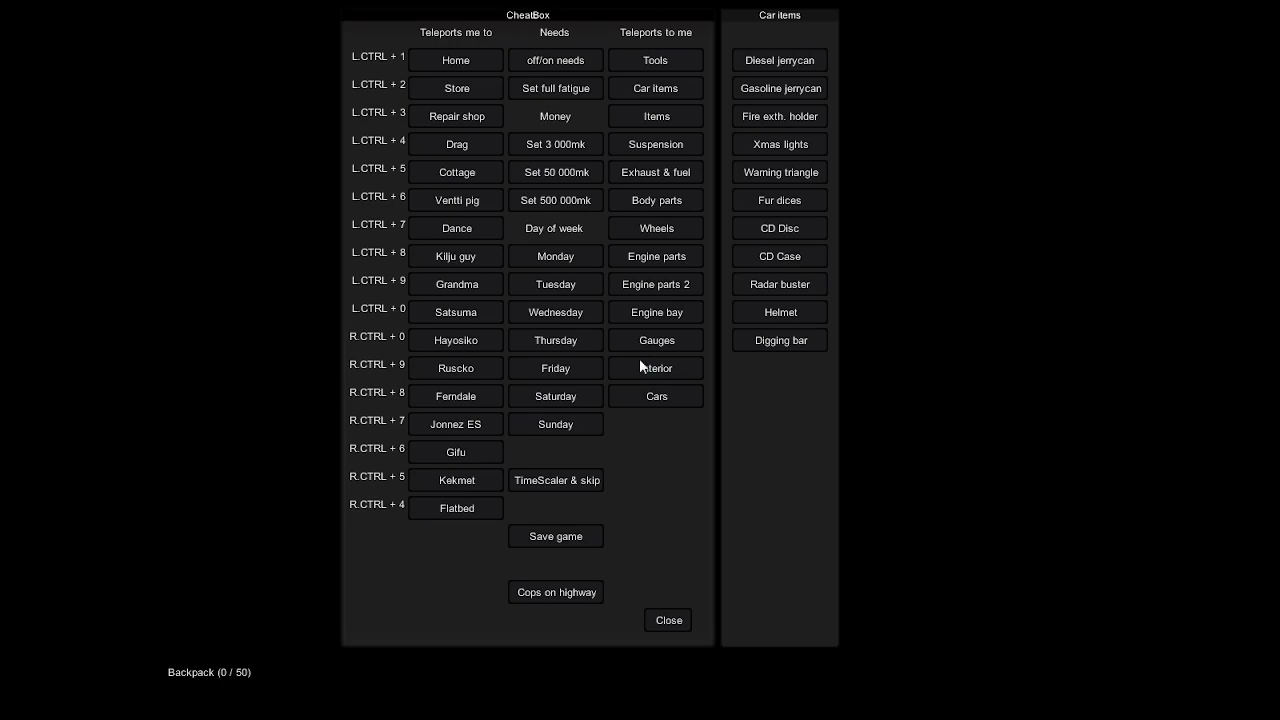 CheatBox
Car items
Teleports me to Needs Teleports to me
L.CTRL + 1 Home off/on needs Tools Diesel jerrycan
L.CTRL + 2 Store Set full fatigue Car items Gasoline jerrycan
L.CTRL + 3 Repair shop Money Items Fire exth. holder
L.CTRL + 4 Drag Set 3 000mk Suspension Xmas lights
L.CTRL + 5 Cottage Set 50 000mk Exhaust & fuel Warning triangle
L.CTRL + 6 Ventti pig Set 500 000mk Body parts Fur dices
L.CTRL + 7 Dance Day of week Wheels CD Disc
L.CTRL + 8 Kilju guy Monday Engine parts CD Case
L.CTRL + 9 Grandma Tuesday Engine parts 2 Radar buster
L.CTRL + 0 Satsuma Wednesday Engine bay Helmet
R.CTRL + 0 Hayosiko Thursday Gauges Digging bar
R.CTRL + 9 Ruscko Friday
R.CTRL + 8 Ferndale Saturday Cars
R.CTRL + 7 Jonnez ES Sunday
R.CTRL + 6 Gifu
R.CTRL + 5 Kekmet TimeScaler & skip
R.CTRL + 4 Flatbed
Save game
Cops on highway
Close
Backpack (0 / 50)